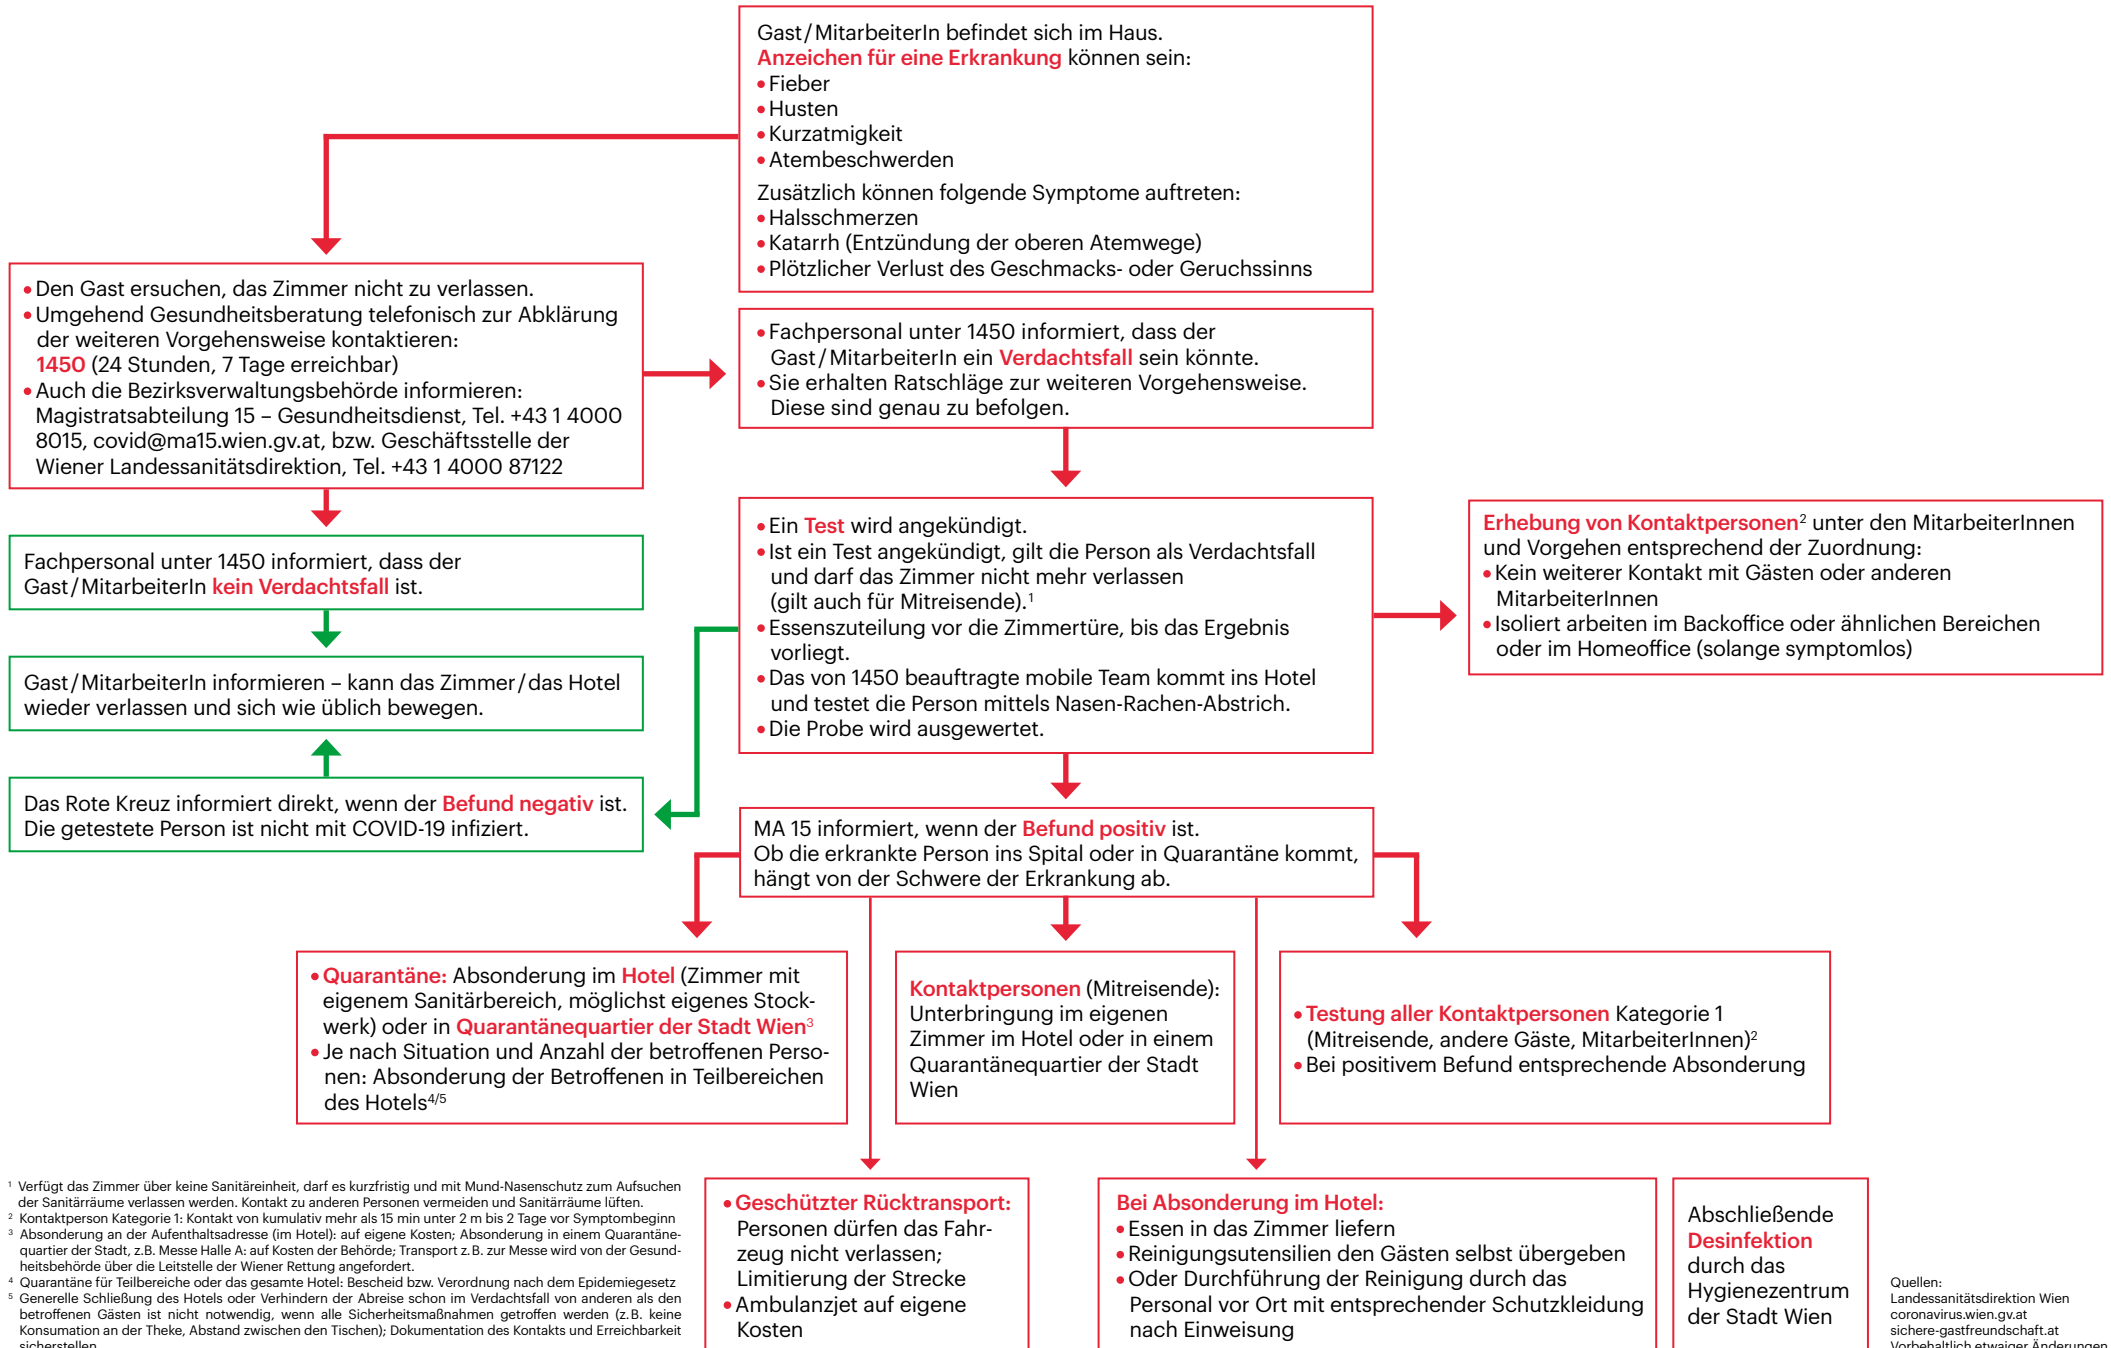 Gast/MitarbeiterIn befindet sich im Haus.
Anzeichen für eine Erkrankung können sein:
• Fieber
• Husten
• Kurzatmigkeit
• Atembeschwerden
Zusätzlich können folgende Symptome auftreten:
• Halsschmerzen
• Katarrh (Entzündung der oberen Atemwege)
• Plötzlicher Verlust des Geschmacks- oder Geruchssinns
• Den Gast ersuchen, das Zimmer nicht zu verlassen.
• Umgehend Gesundheitsberatung telefonisch zur Abklärung
der weiteren Vorgehensweise kontaktieren:
1450 (24 Stunden, 7 Tage erreichbar)
• Auch die Bezirksverwaltungsbehörde informieren:
Magistratsabteilung 15 – Gesundheitsdienst, Tel. +43 1 4000
8015, covid@ma15.wien.gv.at, bzw. Geschäftsstelle der
Wiener Landessanitätsdirektion, Tel. +43 1 4000 87122
• Fachpersonal unter 1450 informiert, dass der
Gast/MitarbeiterIn ein Verdachtsfall sein könnte.
• Sie erhalten Ratschläge zur weiteren Vorgehensweise.
Diese sind genau zu befolgen.
Fachpersonal unter 1450 informiert, dass der
Gast/MitarbeiterIn kein Verdachtsfall ist.
Gast/MitarbeiterIn informieren – kann das Zimmer/das Hotel
wieder verlassen und sich wie üblich bewegen.
Das Rote Kreuz informiert direkt, wenn der Befund negativ ist.
Die getestete Person ist nicht mit COVID-19 infiziert.
• Ein Test wird angekündigt.
• Ist ein Test angekündigt, gilt die Person als Verdachtsfall
und darf das Zimmer nicht mehr verlassen
(gilt auch für Mitreisende).¹
• Essenszuteilung vor die Zimmertüre, bis das Ergebnis
vorliegt.
• Das von 1450 beauftragte mobile Team kommt ins Hotel
und testet die Person mittels Nasen-Rachen-Abstrich.
• Die Probe wird ausgewertet.
Erhebung von Kontaktpersonen² unter den MitarbeiterInnen
und Vorgehen entsprechend der Zuordnung:
• Kein weiterer Kontakt mit Gästen oder anderen
MitarbeiterInnen
• Isoliert arbeiten im Backoffice oder ähnlichen Bereichen
oder im Homeoffice (solange symptomlos)
MA 15 informiert, wenn der Befund positiv ist.
Ob die erkrankte Person ins Spital oder in Quarantäne kommt,
hängt von der Schwere der Erkrankung ab.
• Quarantäne: Absonderung im Hotel (Zimmer mit
eigenem Sanitärbereich, möglichst eigenes Stock-
werk) oder in Quarantänequartier der Stadt Wien³
• Je nach Situation und Anzahl der betroffenen Perso-
nen: Absonderung der Betroffenen in Teilbereichen
des Hotels⁴/⁵
Kontaktpersonen (Mitreisende):
Unterbringung im eigenen
Zimmer im Hotel oder in einem
Quarantänequartier der Stadt
Wien
• Testung aller Kontaktpersonen Kategorie 1
(Mitreisende, andere Gäste, MitarbeiterInnen)²
• Bei positivem Befund entsprechende Absonderung
¹ Verfügt das Zimmer über keine Sanitäreinheit, darf es kurzfristig und mit Mund-Nasenschutz zum Aufsuchen
der Sanitärräume verlassen werden. Kontakt zu anderen Personen vermeiden und Sanitärräume lüften.
² Kontaktperson Kategorie 1: Kontakt von kumulativ mehr als 15 min unter 2 m bis 2 Tage vor Symptombeginn
³ Absonderung an der Aufenthaltsadresse (im Hotel): auf eigene Kosten; Absonderung in einem Quarantäne-
quartier der Stadt, z.B. Messe Halle A: auf Kosten der Behörde; Transport z.B. zur Messe wird von der Gesund-
heitsbehörde über die Leitstelle der Wiener Rettung angefordert.
⁴ Quarantäne für Teilbereiche oder das gesamte Hotel: Bescheid bzw. Verordnung nach dem Epidemiegesetz
⁵ Generelle Schließung des Hotels oder Verhindern der Abreise schon im Verdachtsfall von anderen als den
betroffenen Gästen ist nicht notwendig, wenn alle Sicherheitsmaßnahmen getroffen werden (z.B. keine
Konsumation an der Theke, Abstand zwischen den Tischen); Dokumentation des Kontakts und Erreichbarkeit
sicherstellen
• Geschützter Rücktransport:
Personen dürfen das Fahr-
zeug nicht verlassen;
Limitierung der Strecke
• Ambulanzjet auf eigene
Kosten
Bei Absonderung im Hotel:
• Essen in das Zimmer liefern
• Reinigungsutensilien den Gästen selbst übergeben
• Oder Durchführung der Reinigung durch das
Personal vor Ort mit entsprechender Schutzkleidung
nach Einweisung
Abschließende
Desinfektion
durch das
Hygienezentrum
der Stadt Wien
Quellen:
Landessanitätsdirektion Wien
coronavirus.wien.gv.at
sichere-gastfreundschaft.at
Vorbehaltlich etwaiger Änderungen